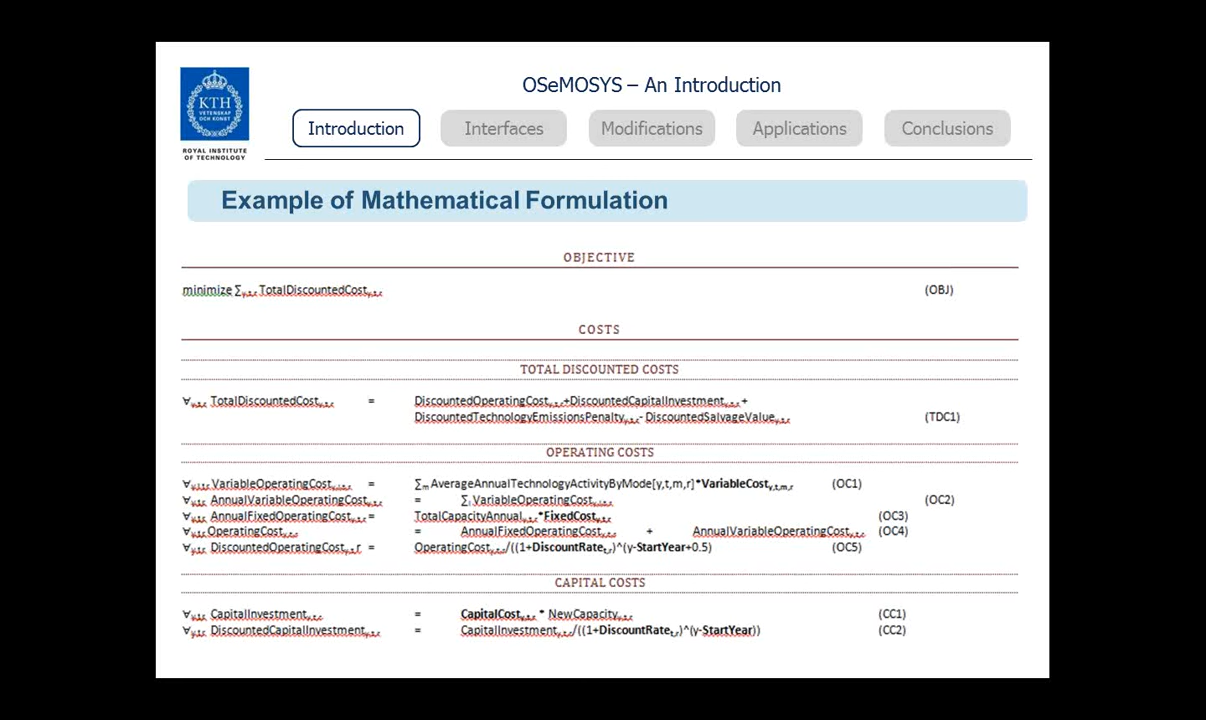 KTH
VETENSKAP
OCH KONST
ROYAL INSTITUTE
OF TECHNOLOGY
OSeMOSYS – An Introduction
Introduction Interfaces Modifications Applications Conclusions
Example of Mathematical Formulation
OBJECTIVE
minimize ∑y,t,r TotalDiscountedCosty,t,r (OBJ)
COSTS
TOTAL DISCOUNTED COSTS
∀y,t,r TotalDiscountedCosty,t,r = DiscountedOperatingCosty,t,r+DiscountedCapitalInvestmenty,t,r+
DiscountedTechnologyEmissionsPenaltyy,t,r- DiscountedSalvageValuey,t,r (TDC1)
OPERATING COSTS
∀y,l,t,r VariableOperatingCosty,l,t,r = ∑m AverageAnnualTechnologyActivityByMode[y,t,m,r]*VariableCosty,t,m,r (OC1)
∀y,t,r AnnualVariableOperatingCosty,t,r = ∑l VariableOperatingCosty,l,t,r (OC2)
∀y,t,r AnnualFixedOperatingCosty,t,r = TotalCapacityAnnualy,t,r*FixedCosty,t,r (OC3)
∀y,t,r OperatingCosty,t,r = AnnualFixedOperatingCosty,t,r + AnnualVariableOperatingCosty,t,r (OC4)
∀y,t,r DiscountedOperatingCosty,t,r = OperatingCosty,t,r/((1+DiscountRatet,r)^(y-StartYear+0.5) (OC5)
CAPITAL COSTS
∀y,t,r CapitalInvestmenty,t,r = CapitalCosty,t,r * NewCapacityy,t,r (CC1)
∀y,t,r DiscountedCapitalInvestmenty,t,r = CapitalInvestmenty,t,r/((1+DiscountRatet,r)^(y-StartYear)) (CC2)